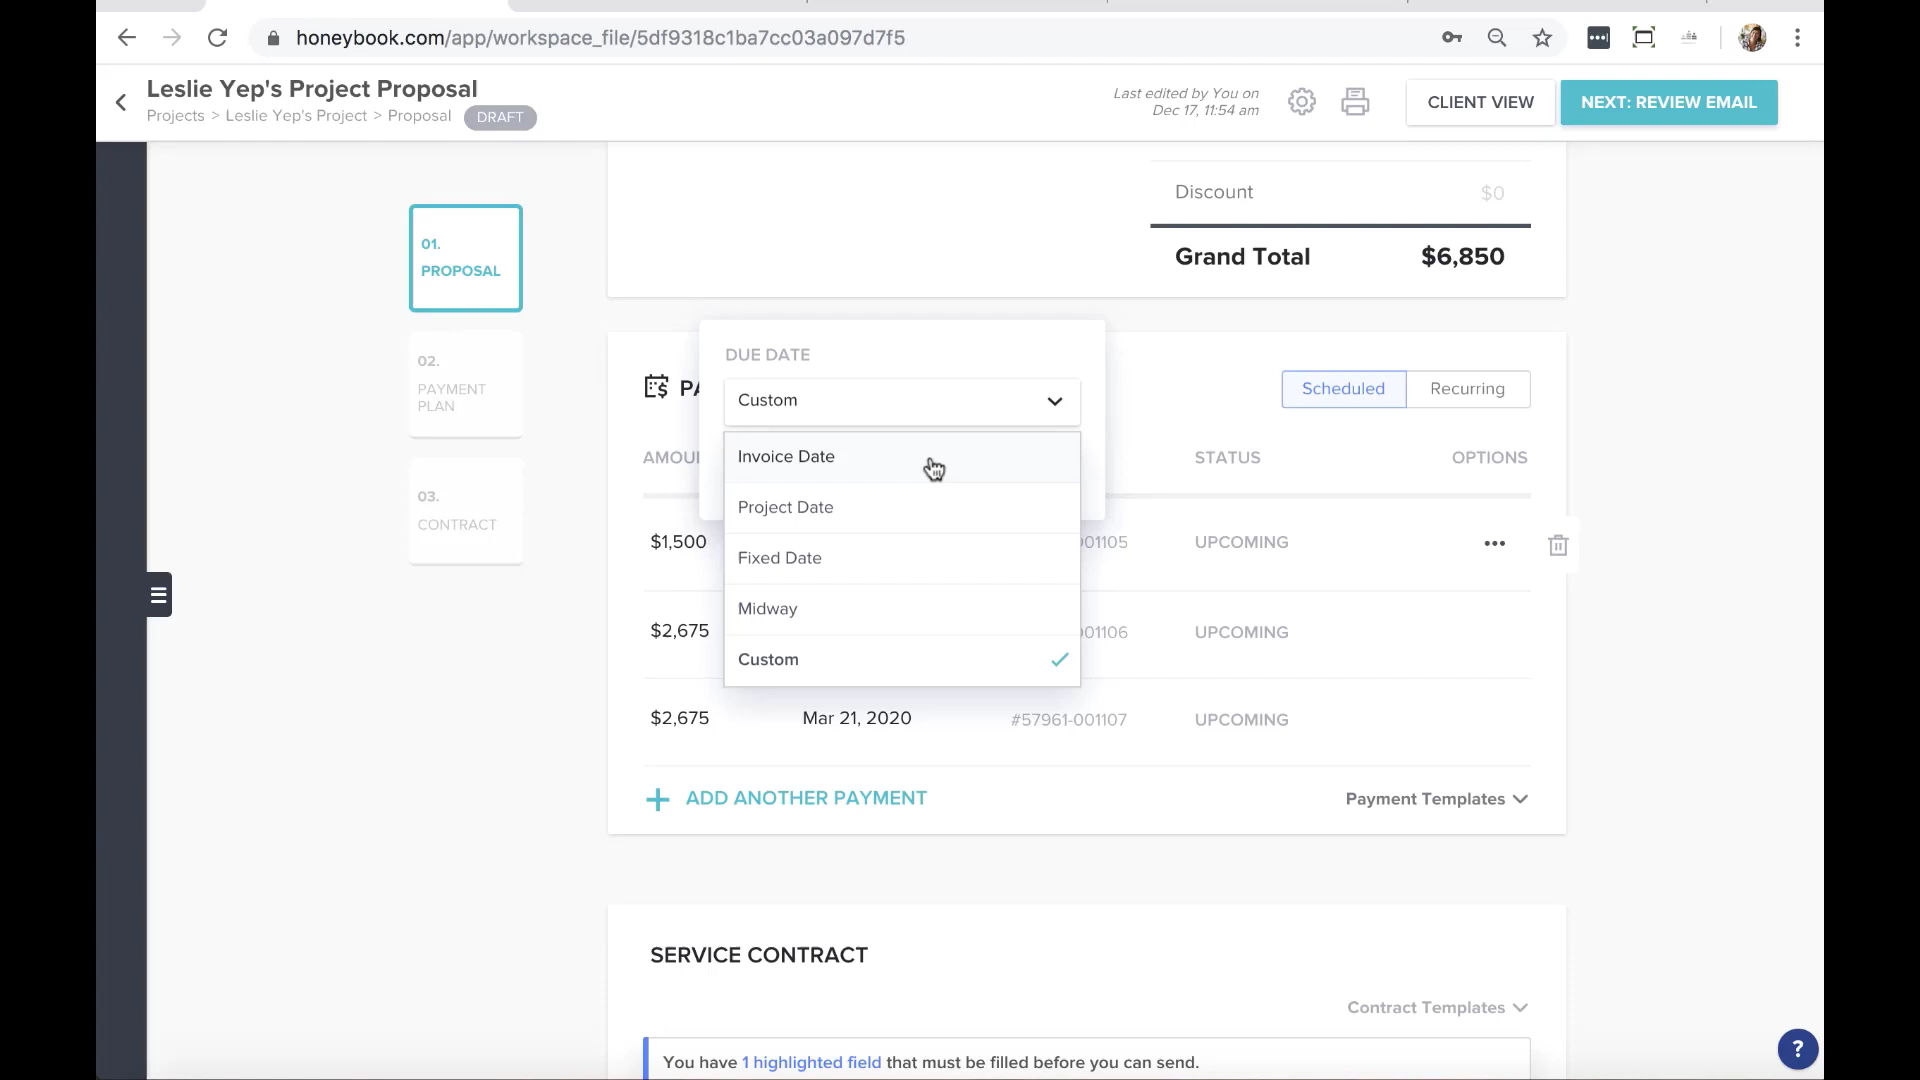 honeybook.com/app/workspace_file/5df9318c1ba7cc03a097d7f5
Leslie Yep's Project Proposal
Projects > Leslie Yep's Project > Proposal DRAFT
Last edited by You on
Dec 17, 11:54 am
CLIENT VIEW
NEXT: REVIEW EMAIL
01.
PROPOSAL
02.
PAYMENT
PLAN
03.
CONTRACT
Discount $0
Grand Total $6,850
DUE DATE
Custom
Invoice Date
Project Date
Fixed Date
Midway
Custom
Scheduled Recurring
STATUS OPTIONS
$1,500 UPCOMING
$2,675 01106 UPCOMING
$2,675 Mar 21, 2020 #57961-001107 UPCOMING
ADD ANOTHER PAYMENT
Payment Templates
SERVICE CONTRACT
Contract Templates
You have 1 highlighted field that must be filled before you can send.
?